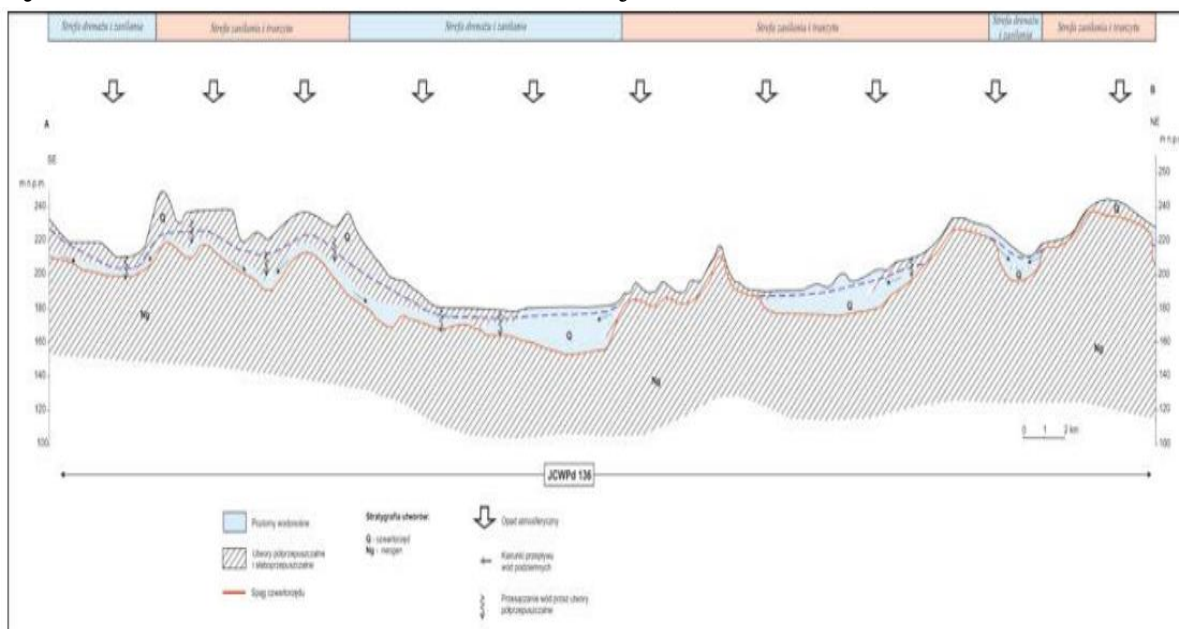 Strefa drenażu i zasilania
Strefa zasilania i tranzytu
Strefa drenażu i zasilania
Strefa zasilania i tranzytu
Strefa drenażu
i zasilania
Strefa zasilania i tranzytu
A
SE
m n.p.m.
B
NE
m n.p.m.
240
220
200
180
160
140
120
100
260
240
220
200
180
160
140
120
100
Q
Q
Q
Q
Q
Q
Ng
Ng
Ng
0 1 2 km
JCWPd 136
Poziomy wodonośne
Utwory półprzepuszczalne
i słaboprzepuszczalne
Spąg czwartorzędu
Stratygrafia utworów:
Q - czwartorzęd
Ng - neogen
Opad atmosferyczny
Kierunki przepływu
wód podziemnych
Przesączanie wód przez utwory
półprzepuszczalne